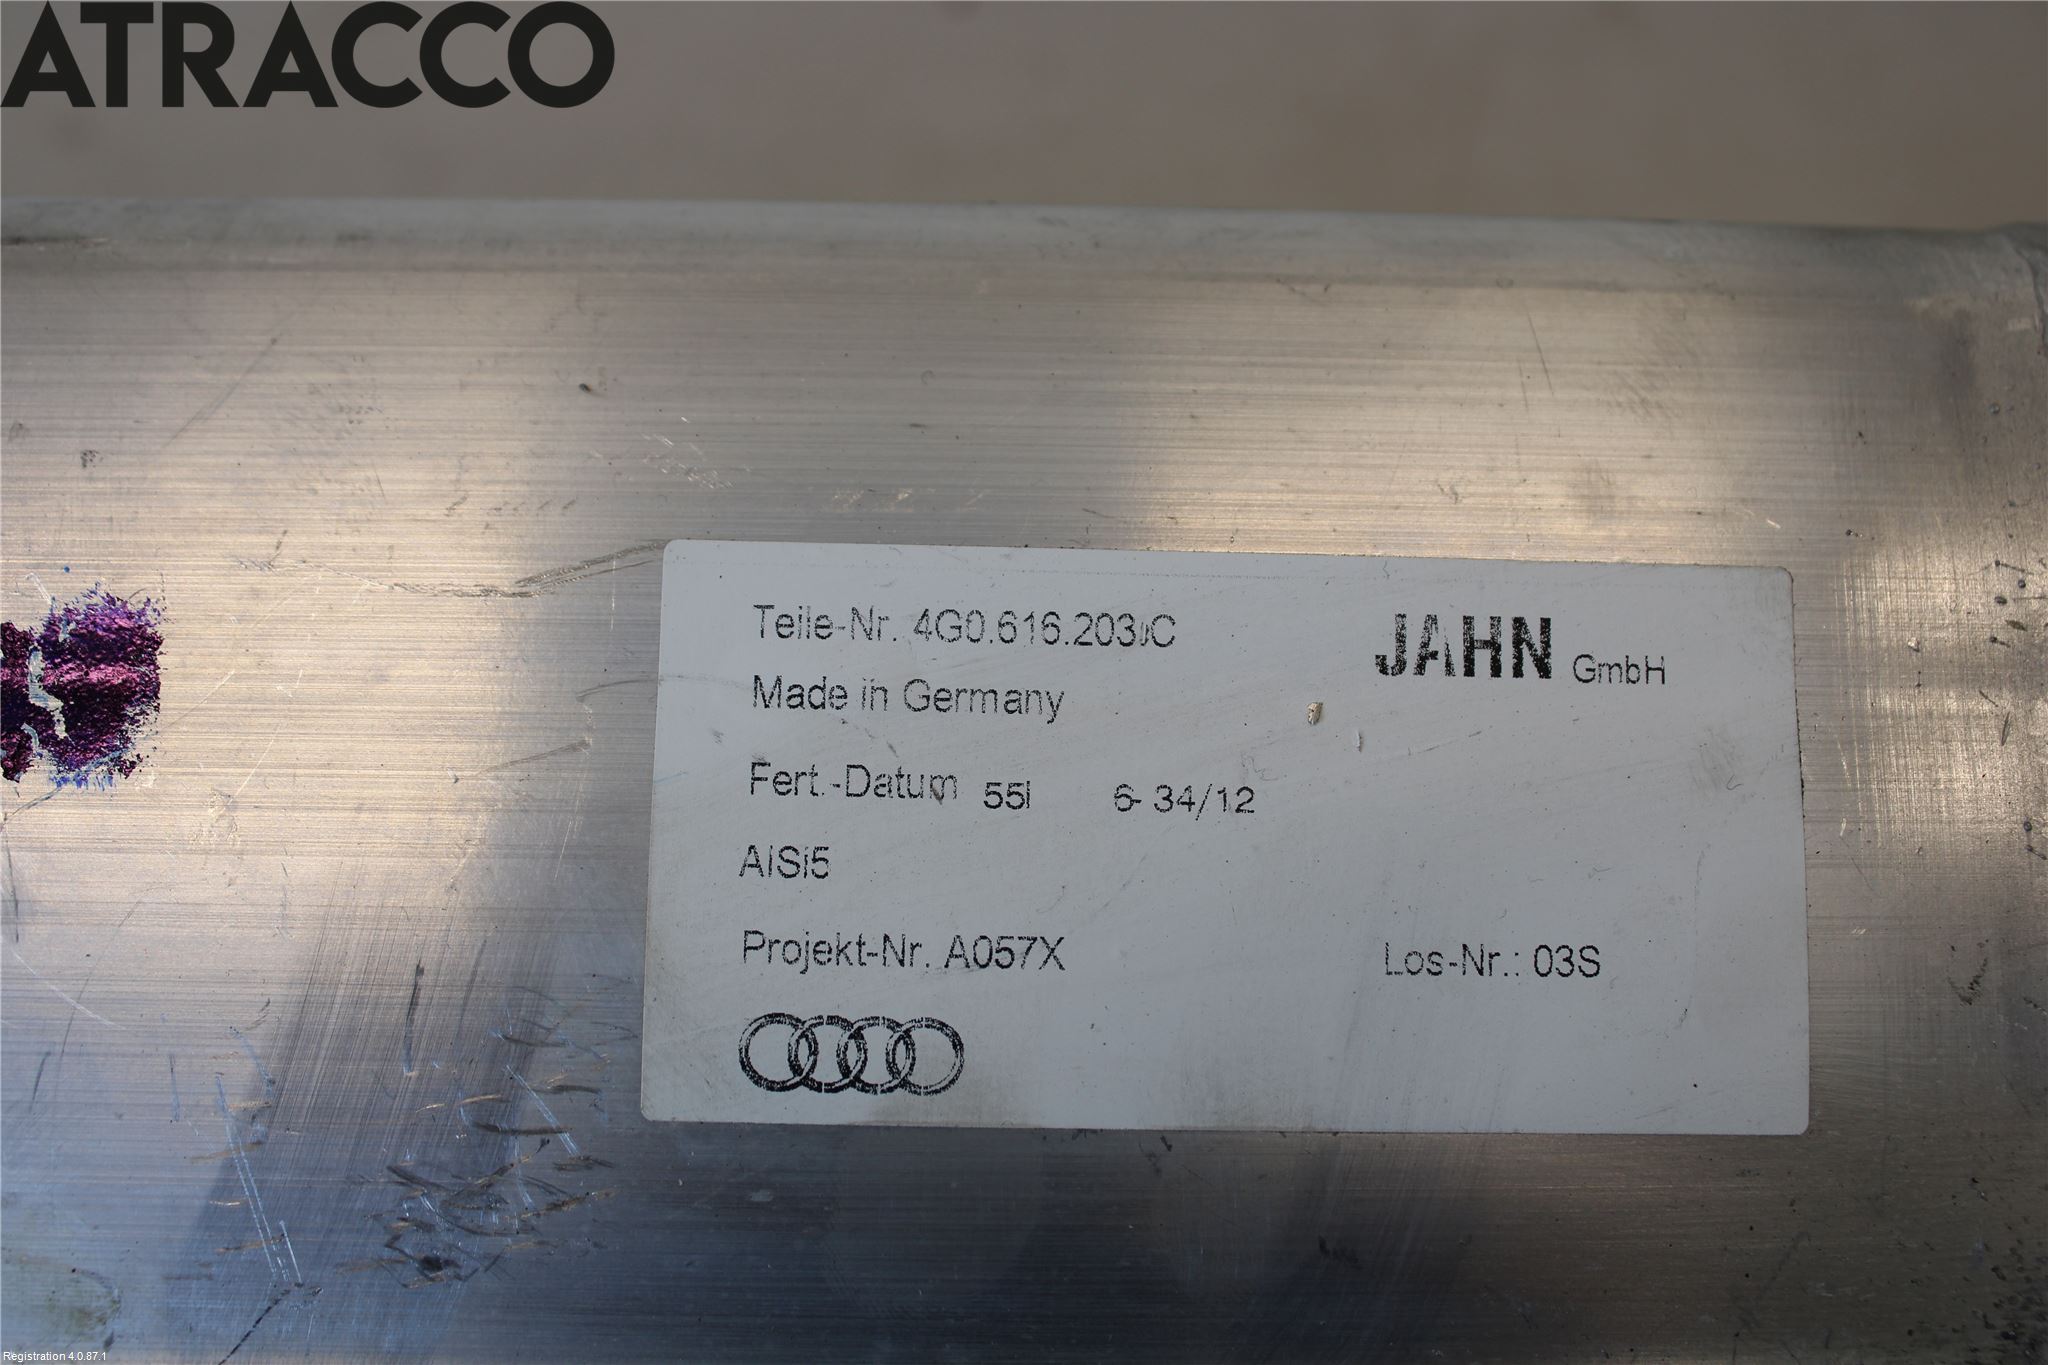 ATRACCO
Teile-Nr. 4G0.616.203 C
JAHN GmbH
Made in Germany
Fert.-Datum 55I 6- 34/12
AlSi5
Projekt-Nr. A057X
Los-Nr.: 03S
Registration 4.0.87.1